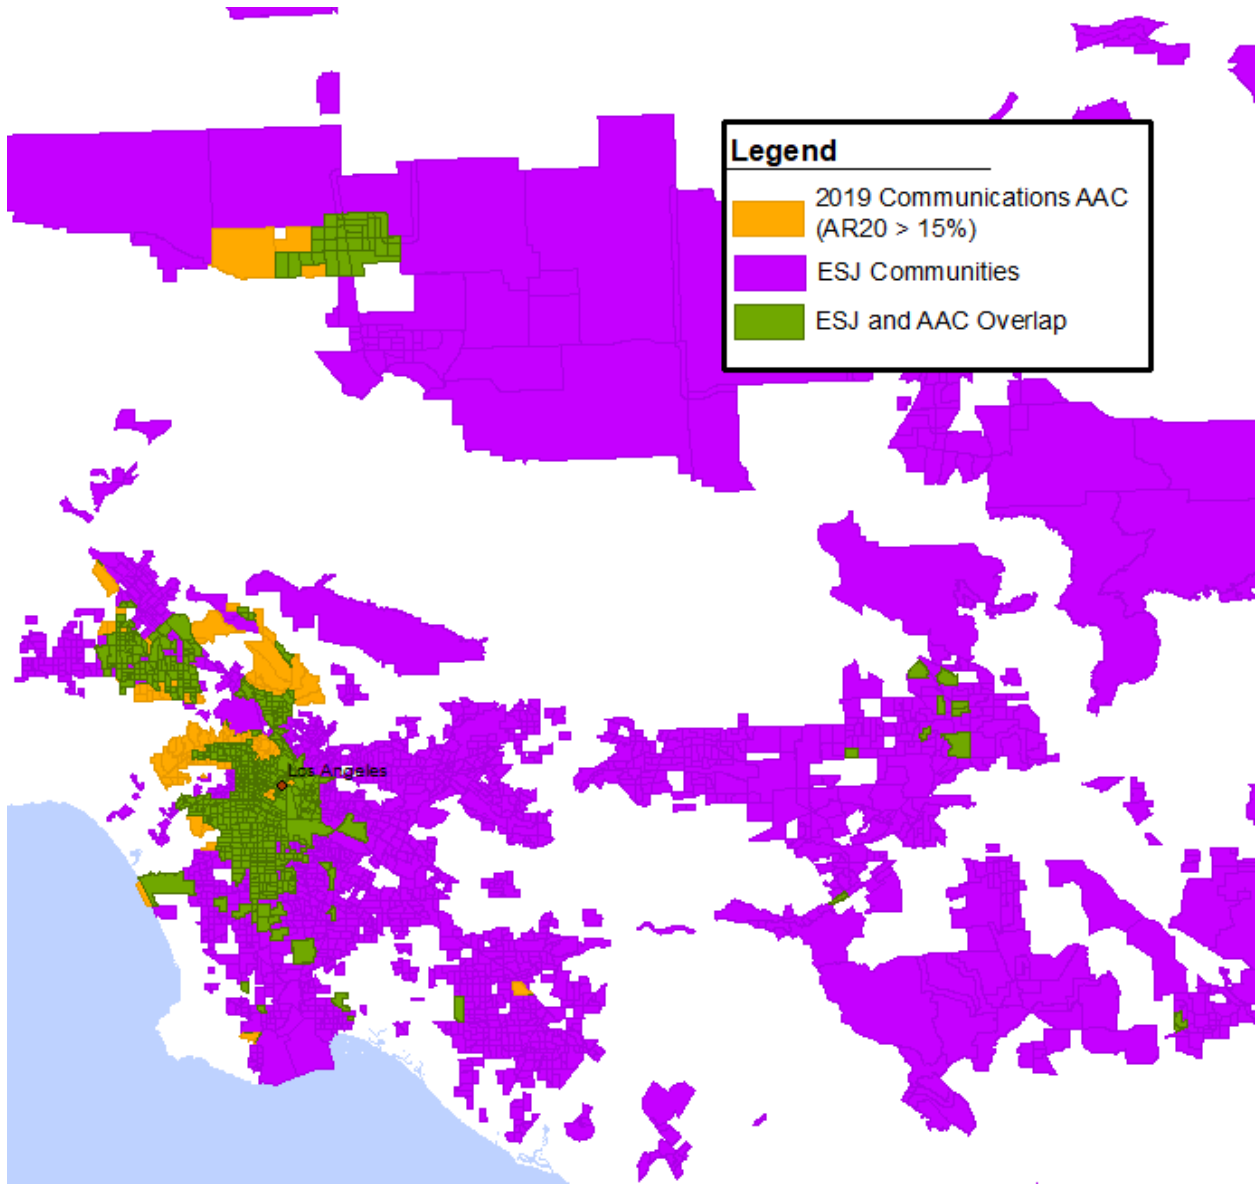 Legend
2019 Communications AAC
(AR20 > 15%)
ESJ Communities
ESJ and AAC Overlap
Los Angeles